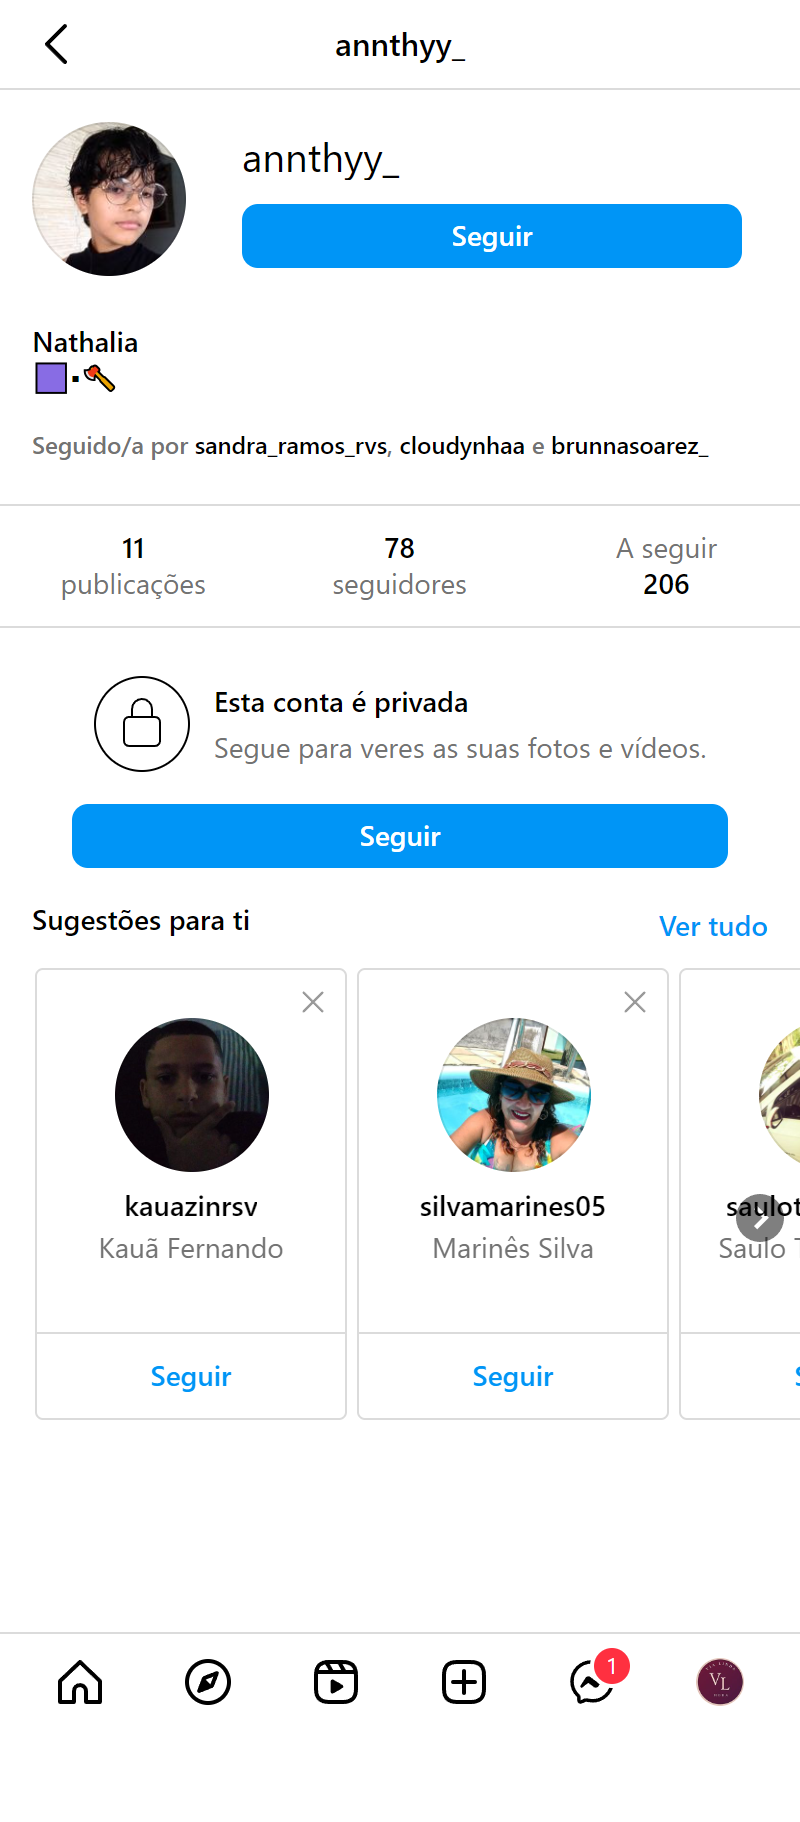 annthyy_
annthyy_
Seguir
Nathalia
Seguido/a por sandra_ramos_rvs, cloudynhaa e brunnasoarez_
11 publicações
78 seguidores
A seguir 206
Esta conta é privada
Segue para veres as suas fotos e vídeos.
Seguir
Sugestões para ti
Ver tudo
kauazinrsv
Kauã Fernando
Seguir
silvamarines05
Marinês Silva
Seguir
Saulo
1
VL